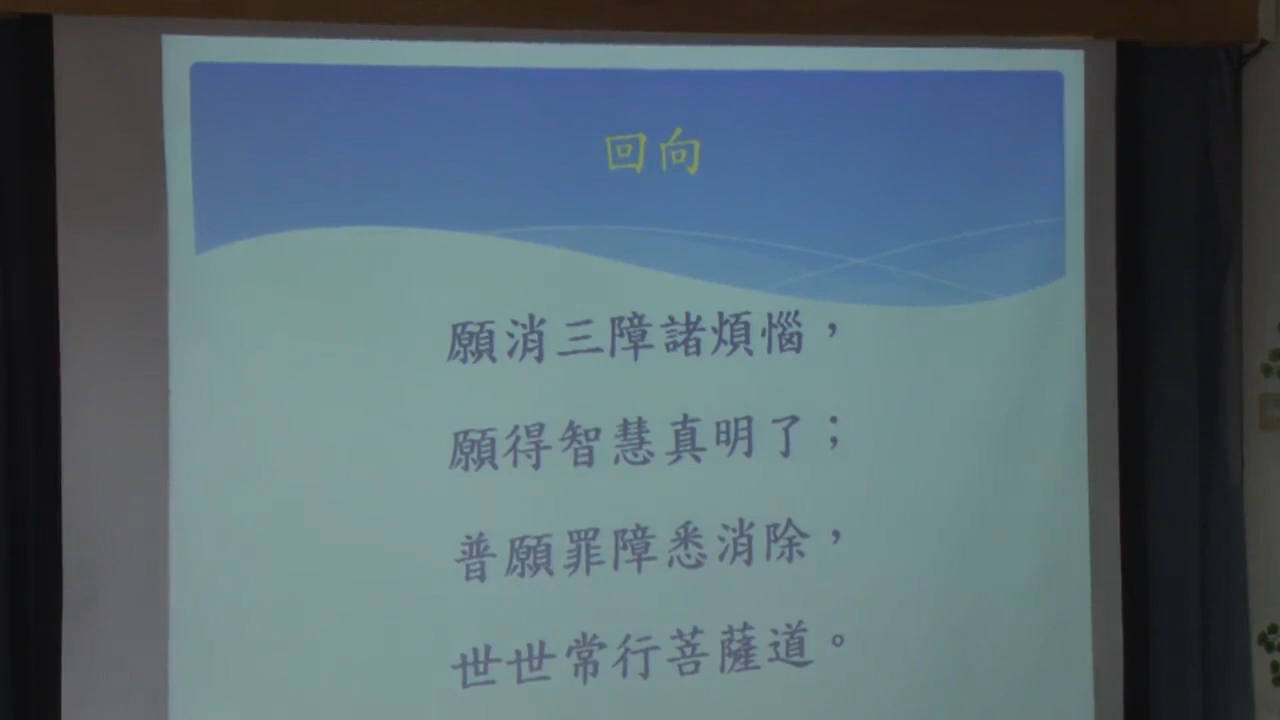 回向
願消三障諸煩惱，
願得智慧真明了；
普願罪障悉消除，
世世常行菩薩道。